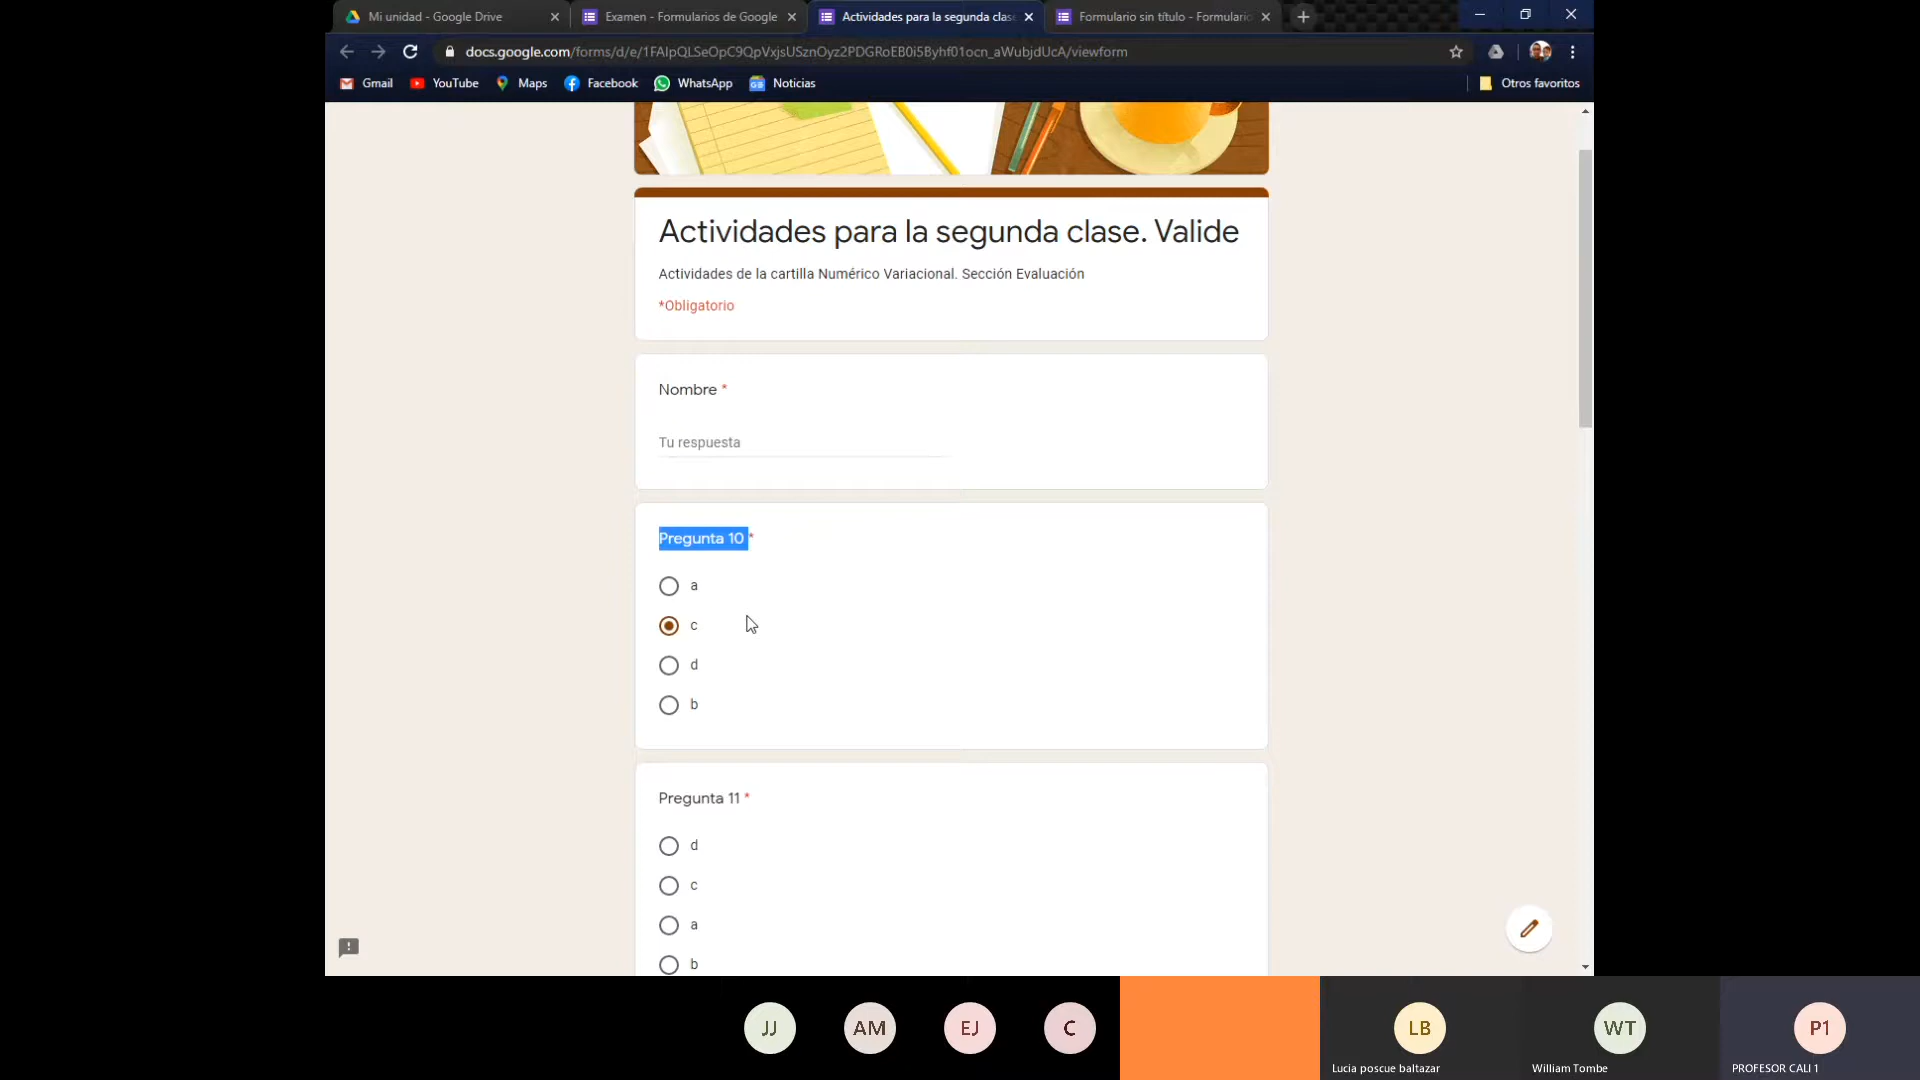 Mi unidad - Google Drive
Examen - Formularios de Google
Actividades para la segunda clas
Formulario sin título - Formulario
docs.google.com/forms/d/e/1FAIpQLSeOpC9QpVxjsUSznOyz2PDGRoEB0i5Byhf01ocn_aWubjdUcA/viewform
Gmail
YouTube
Maps
Facebook
WhatsApp
Noticias
Otros favoritos
Actividades para la segunda clase. Valide
Actividades de la cartilla Numérico Variacional. Sección Evaluación
*Obligatorio
Nombre *
Tu respuesta
Pregunta 10 *
a
c
d
b
Pregunta 11 *
d
c
a
b
JJ
AM
EJ
C
LB
WT
P1
Lucia poscue baltazar
William Tombe
PROFESOR CALI 1